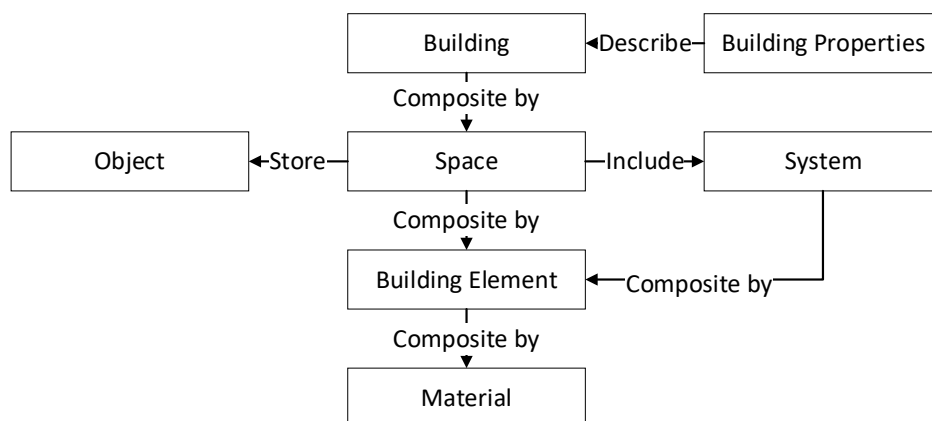 Building
Describe
Building Properties
Composite by
Object
Store
Space
Include
System
Composite by
Building Element
Composite by
Composite by
Material